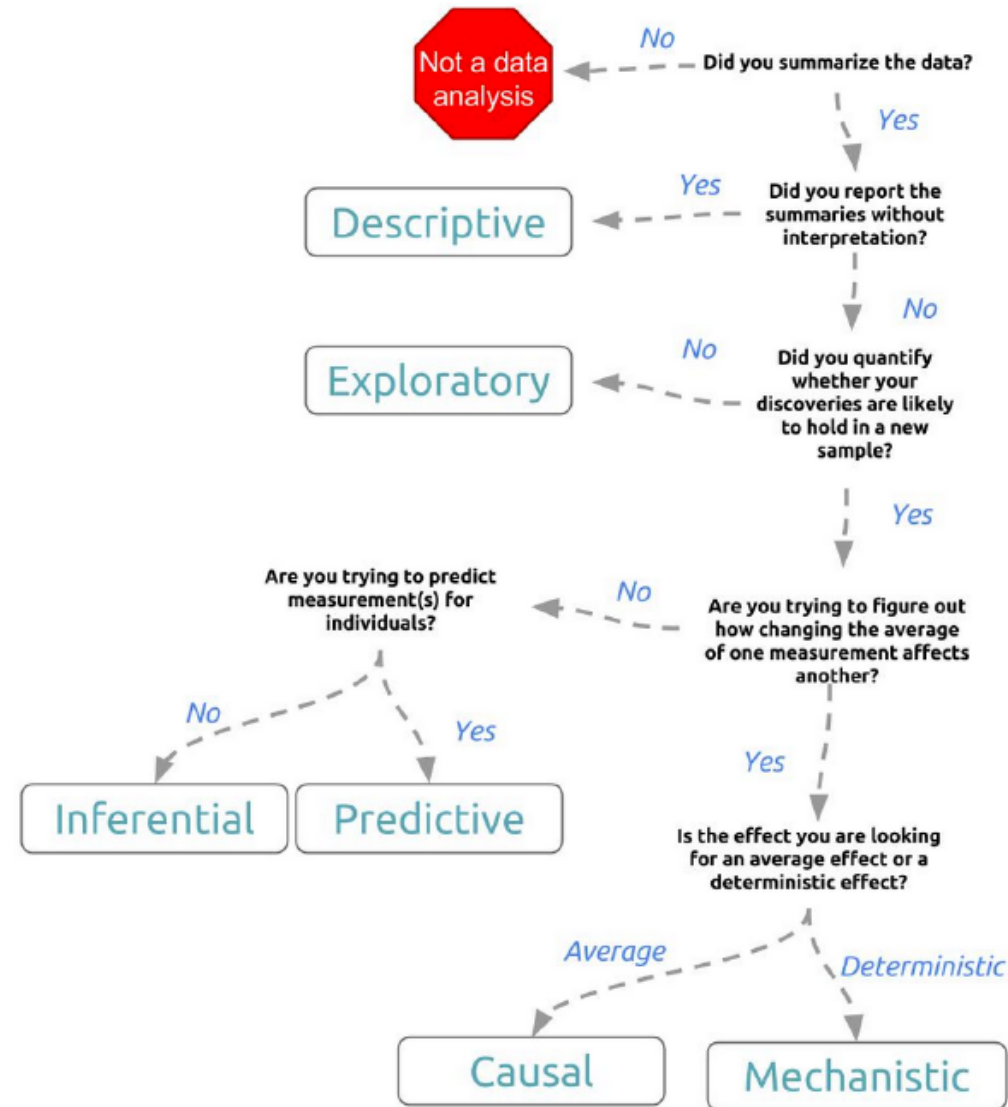 No
Not a data
analysis
Did you summarize the data?
Yes
Yes
Descriptive
Did you report the
summaries without
interpretation?
No
No
Exploratory
Did you quantify
whether your
discoveries are likely
to hold in a new
sample?
Yes
Are you trying to predict
measurement(s) for
individuals?
No
Are you trying to figure out
how changing the average
of one measurement affects
another?
No
Yes
Yes
Inferential
Predictive
Is the effect you are looking
for an average effect or a
deterministic effect?
Average
Deterministic
Causal
Mechanistic